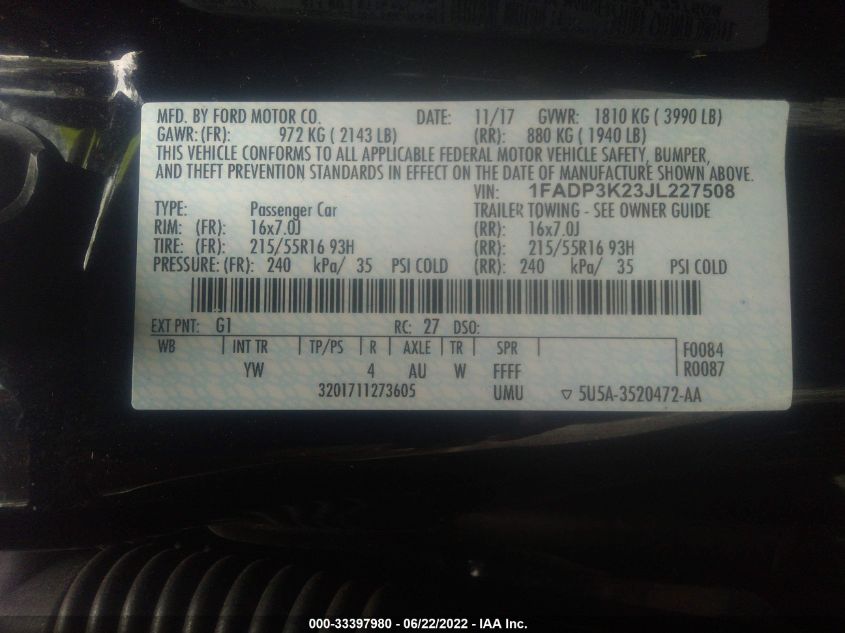 MFD. BY FORD MOTOR CO. DATE: 11/17 GVWR: 1810 KG ( 3990 LB)
GAWR: (FR): 972 KG ( 2143 LB) (RR): 880 KG ( 1940 LB)
THIS VEHICLE CONFORMS TO ALL APPLICABLE FEDERAL MOTOR VEHICLE SAFETY, BUMPER,
AND THEFT PREVENTION STANDARDS IN EFFECT ON THE DATE OF MANUFACTURE SHOWN ABOVE.
VIN: 1FADP3K23JL227508
TYPE: Passenger Car TRAILER TOWING - SEE OWNER GUIDE
RIM: (FR): 16x7.0J (RR): 16x7.0J
TIRE: (FR): 215/55R16 93H (RR): 215/55R16 93H
PRESSURE: (FR): 240 kPa/ 35 PSI COLD (RR): 240 kPa/ 35 PSI COLD
EXT PNT: G1 RC: 27 DSO:
WB INT TR TP/PS R AXLE TR SPR F0084
YW 4 AU W FFFF R0087
3201711273605 UMU ▽ 5U5A-3520472-AA
000-33397980 - 06/22/2022 - IAA Inc.